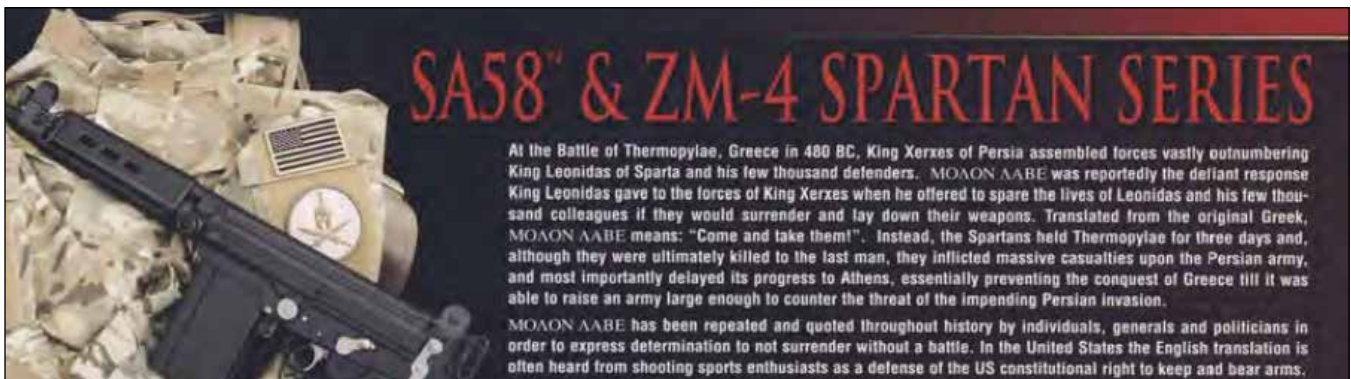 SA58™ & ZM-4 SPARTAN SERIES
At the Battle of Thermopylae, Greece in 480 BC, King Xerxes of Persia assembled forces vastly outnumbering
King Leonidas of Sparta and his few thousand defenders. ΜΟΛΟΝ ΛΑΒΕ was reportedly the defiant response
King Leonidas gave to the forces of King Xerxes when he offered to spare the lives of Leonidas and his few thou-
sand colleagues if they would surrender and lay down their weapons. Translated from the original Greek,
ΜΟΛΟΝ ΛΑΒΕ means: “Come and take them!”. Instead, the Spartans held Thermopylae for three days and,
although they were ultimately killed to the last man, they inflicted massive casualties upon the Persian army,
and most importantly delayed its progress to Athens, essentially preventing the conquest of Greece till it was
able to raise an army large enough to counter the threat of the impending Persian invasion.
ΜΟΛΟΝ ΛΑΒΕ has been repeated and quoted throughout history by individuals, generals and politicians in
order to express determination to not surrender without a battle. In the United States the English translation is
often heard from shooting sports enthusiasts as a defense of the US constitutional right to keep and bear arms.